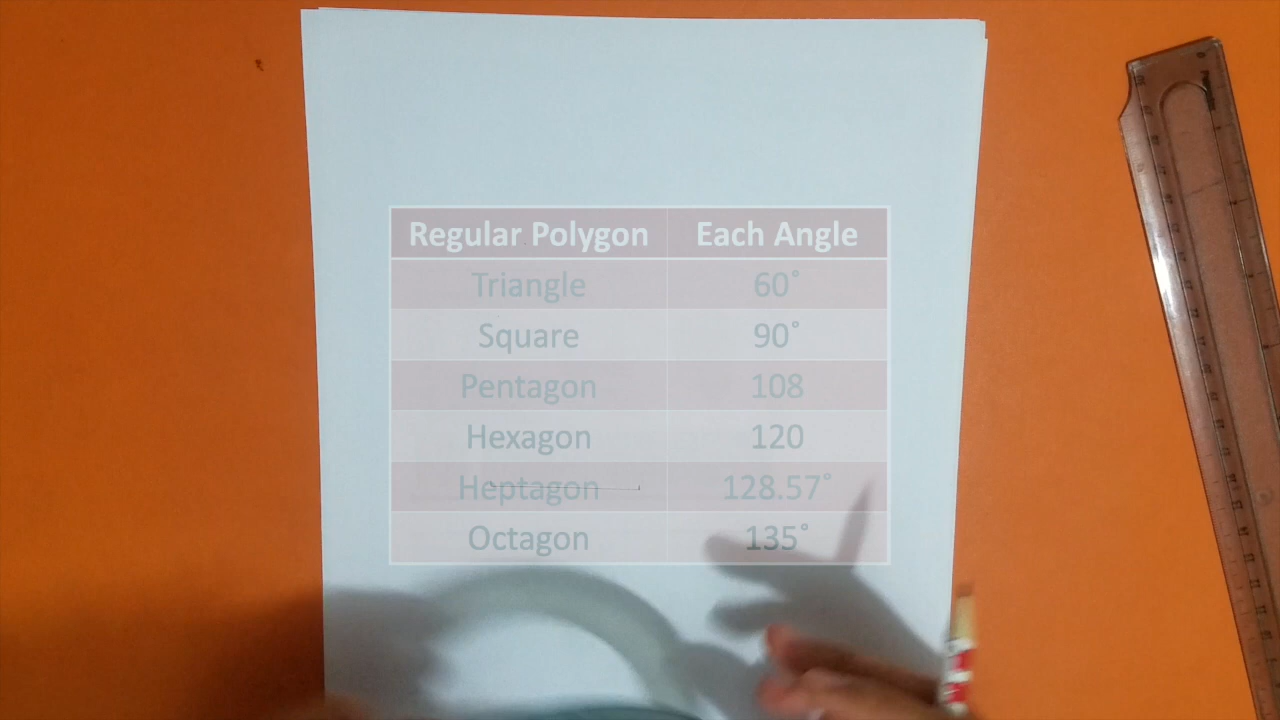 Regular Polygon Each Angle
Triangle 60˚
Square 90˚
Pentagon 108
Hexagon 120
Heptagon 128.57˚
Octagon 135˚